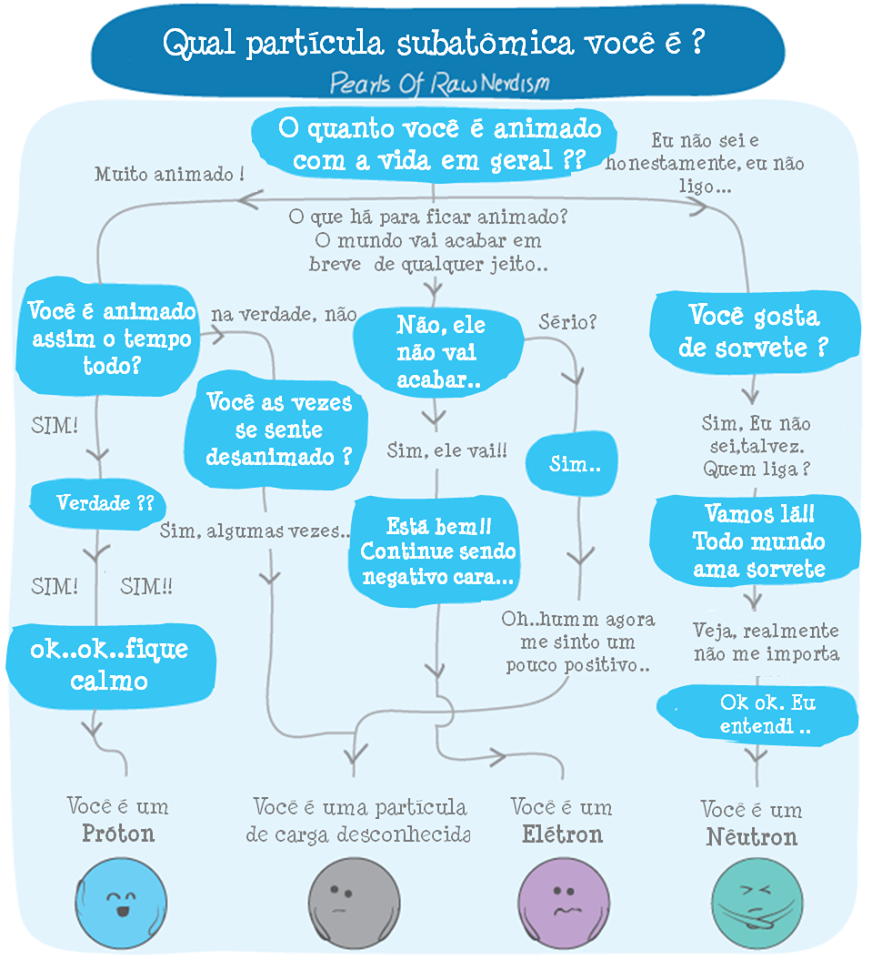 Qual partícula subatômica você é ?
Pearls Of Raw Nerdism
O quanto você é animado
com a vida em geral ??
Muito animado !
Eu não sei e
honestamente, eu não
ligo...
O que há para ficar animado?
O mundo vai acabar em
breve de qualquer jeito..
Você é animado
assim o tempo
todo?
na verdade, não
Não, ele
não vai
acabar..
Sério?
Você gosta
de sorvete ?
SIM!
Você as vezes
se sente
desanimado ?
Sim, ele vai!!
Sim..
Sim, Eu não
sei,talvez.
Quem liga ?
Verdade ??
Sim, algumas vezes..
Está bem!!
Continue sendo
negativo cara...
Vamos lá!!
Todo mundo
ama sorvete
SIM! SIM!!
ok..ok..fique
calmo
Oh..humm agora
me sinto um
pouco positivo..
Veja, realmente
não me importa
Ok ok. Eu
entendi ..
Você é um
Próton
Você é uma partícula
de carga desconhecida
Você é um
Elétron
Você é um
Nêutron